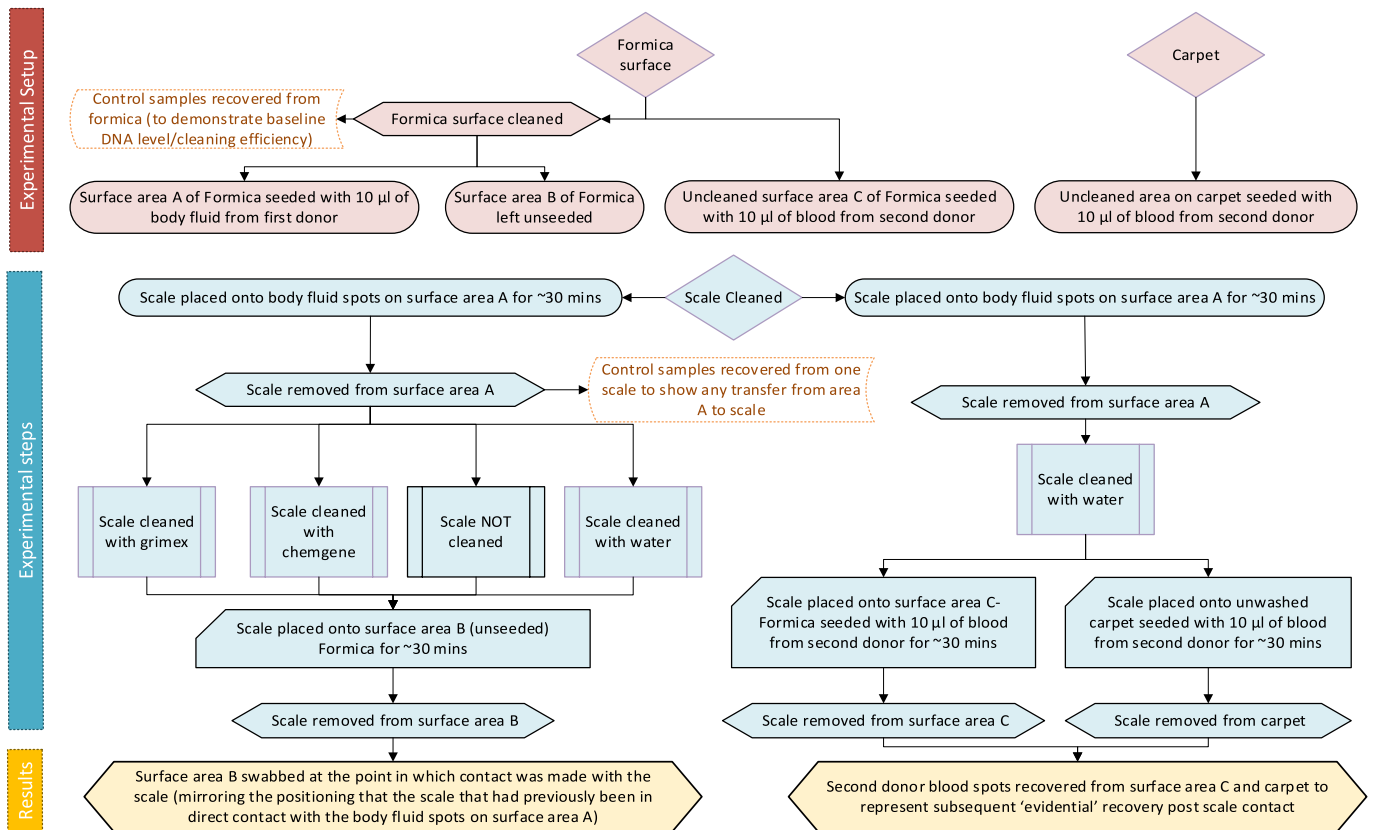 Experimental Setup
Formica
surface
Carpet
Control samples recovered from
formica (to demonstrate baseline
DNA level/cleaning efficiency)
Formica surface cleaned
Surface area A of Formica seeded with 10 µl of
body fluid from first donor
Surface area B of Formica
left unseeded
Uncleaned surface area C of Formica seeded
with 10 µl of blood from second donor
Uncleaned area on carpet seeded with
10 µl of blood from second donor
Experimental steps
Scale placed onto body fluid spots on surface area A for ~30 mins
Scale Cleaned
Scale placed onto body fluid spots on surface area A for ~30 mins
Scale removed from surface area A
Control samples recovered from one
scale to show any transfer from area
A to scale
Scale removed from surface area A
Scale cleaned
with grimex
Scale cleaned
with
chemgene
Scale NOT
cleaned
Scale cleaned
with water
Scale cleaned
with water
Scale placed onto surface area B (unseeded)
Formica for ~30 mins
Scale placed onto surface area C-
Formica seeded with 10 µl of blood
from second donor for ~30 mins
Scale placed onto unwashed
carpet seeded with 10 µl of blood
from second donor for ~30 mins
Scale removed from surface area B
Scale removed from surface area C
Scale removed from carpet
Results
Surface area B swabbed at the point in which contact was made with the
scale (mirroring the positioning that the scale that had previously been in
direct contact with the body fluid spots on surface area A)
Second donor blood spots recovered from surface area C and carpet to
represent subsequent ‘evidential’ recovery post scale contact